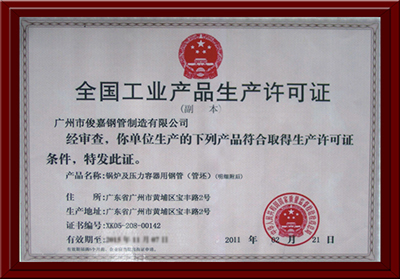 全国工业产品生产许可证
(副 本)
广州市俊嘉钢管制造有限公司
经审查，你单位生产的下列产品符合取得生产许可证
条件，特发此证。
产品名称：锅炉及压力容器用钢管（管坯）（明细附后）
住 所：广东省广州市黄埔区宝丰路2号
生产地址：广东省广州市黄埔区宝丰路2号
证书编号：XK05-208-00142
有效期至：
2011 年 02 月 21 日